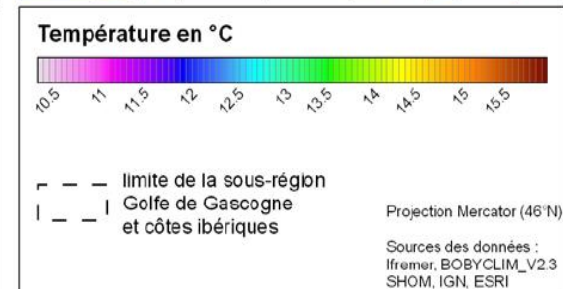 Température en °C
10.5 11 11.5 12 12.5 13 13.5 14 14.5 15 15.5
limite de la sous-région
Golfe de Gascogne
et côtes ibériques
Projection Mercator (46°N)
Sources des données :
Ifremer, BOBYCLIM_V2.3
SHOM, IGN, ESRI